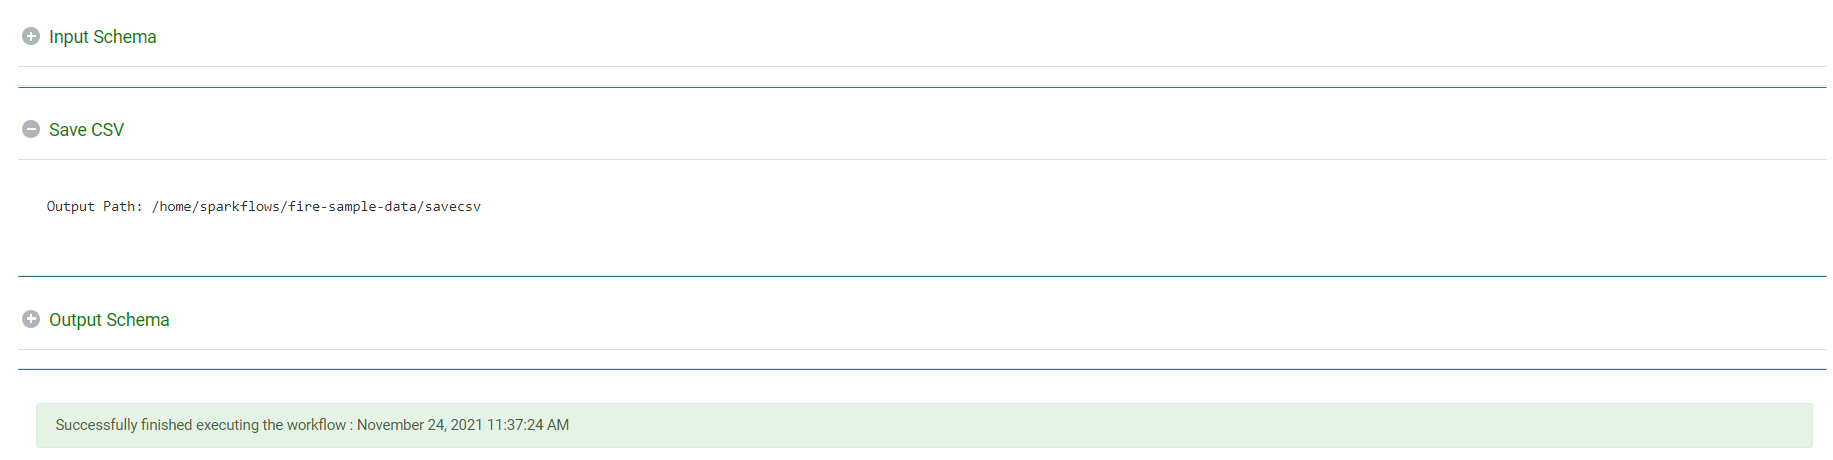 Input Schema
Save CSV
Output Path: /home/sparkflows/fire-sample-data/savecsv
Output Schema
Successfully finished executing the workflow : November 24, 2021 11:37:24 AM